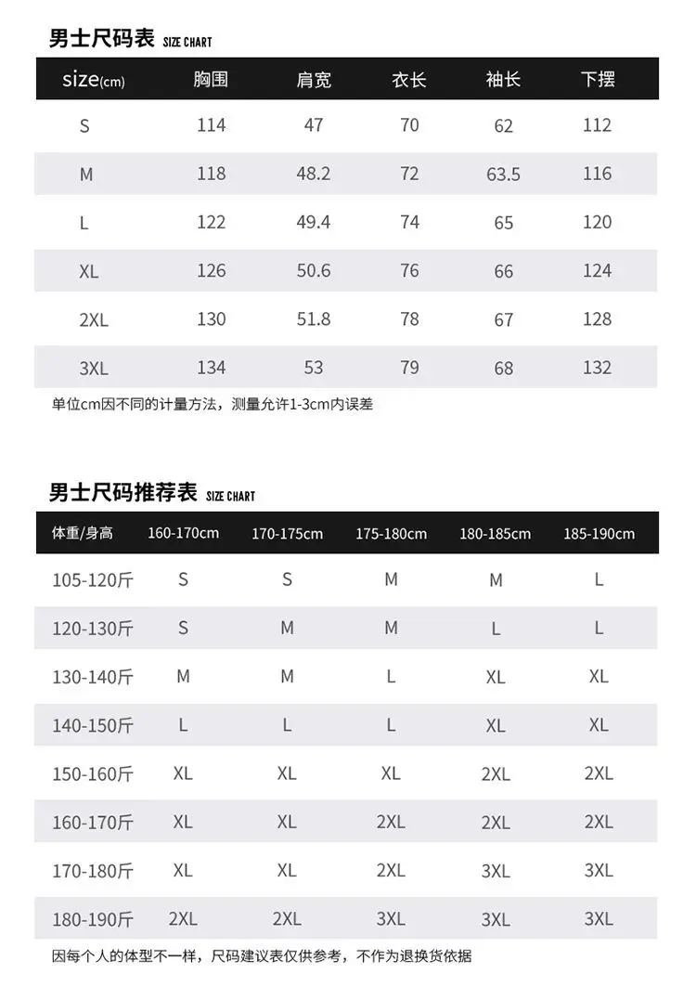 男士尺码表 SIZE CHART
size(cm) 胸围 肩宽 衣长 袖长 下摆
S 114 47 70 62 112
M 118 48.2 72 63.5 116
L 122 49.4 74 65 120
XL 126 50.6 76 66 124
2XL 130 51.8 78 67 128
3XL 134 53 79 68 132
单位cm因不同的计量方法，测量允许1-3cm内误差
男士尺码推荐表 SIZE CHART
体重/身高 160-170cm 170-175cm 175-180cm 180-185cm 185-190cm
105-120斤 S S M M L
120-130斤 S M M L L
130-140斤 M M L XL XL
140-150斤 L L L XL XL
150-160斤 XL XL XL 2XL 2XL
160-170斤 XL XL 2XL 2XL 2XL
170-180斤 XL XL 2XL 3XL 3XL
180-190斤 2XL 2XL 3XL 3XL 3XL
因每个人的体型不一样，尺码建议表仅供参考，不作为退换货依据